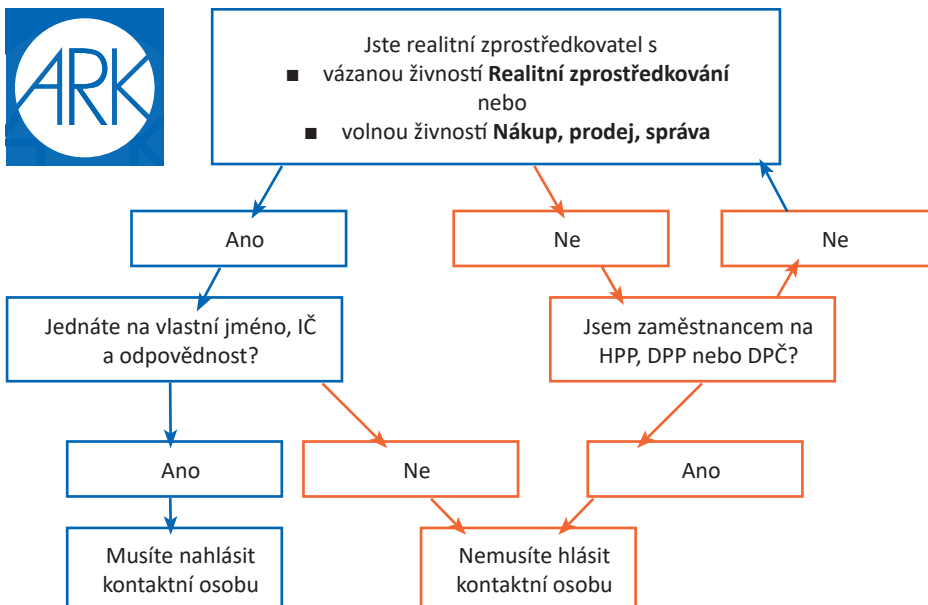 ARK
Jste realitní zprostředkovatel s
■ vázanou živností Realitní zprostředkování
nebo
■ volnou živností Nákup, prodej, správa
Ano
Ne
Ne
Jednáte na vlastní jméno, IČ
a odpovědnost?
Jsem zaměstnancem na
HPP, DPP nebo DPČ?
Ano
Ne
Ano
Musíte nahlásit
kontaktní osobu
Nemusíte hlásit
kontaktní osobu